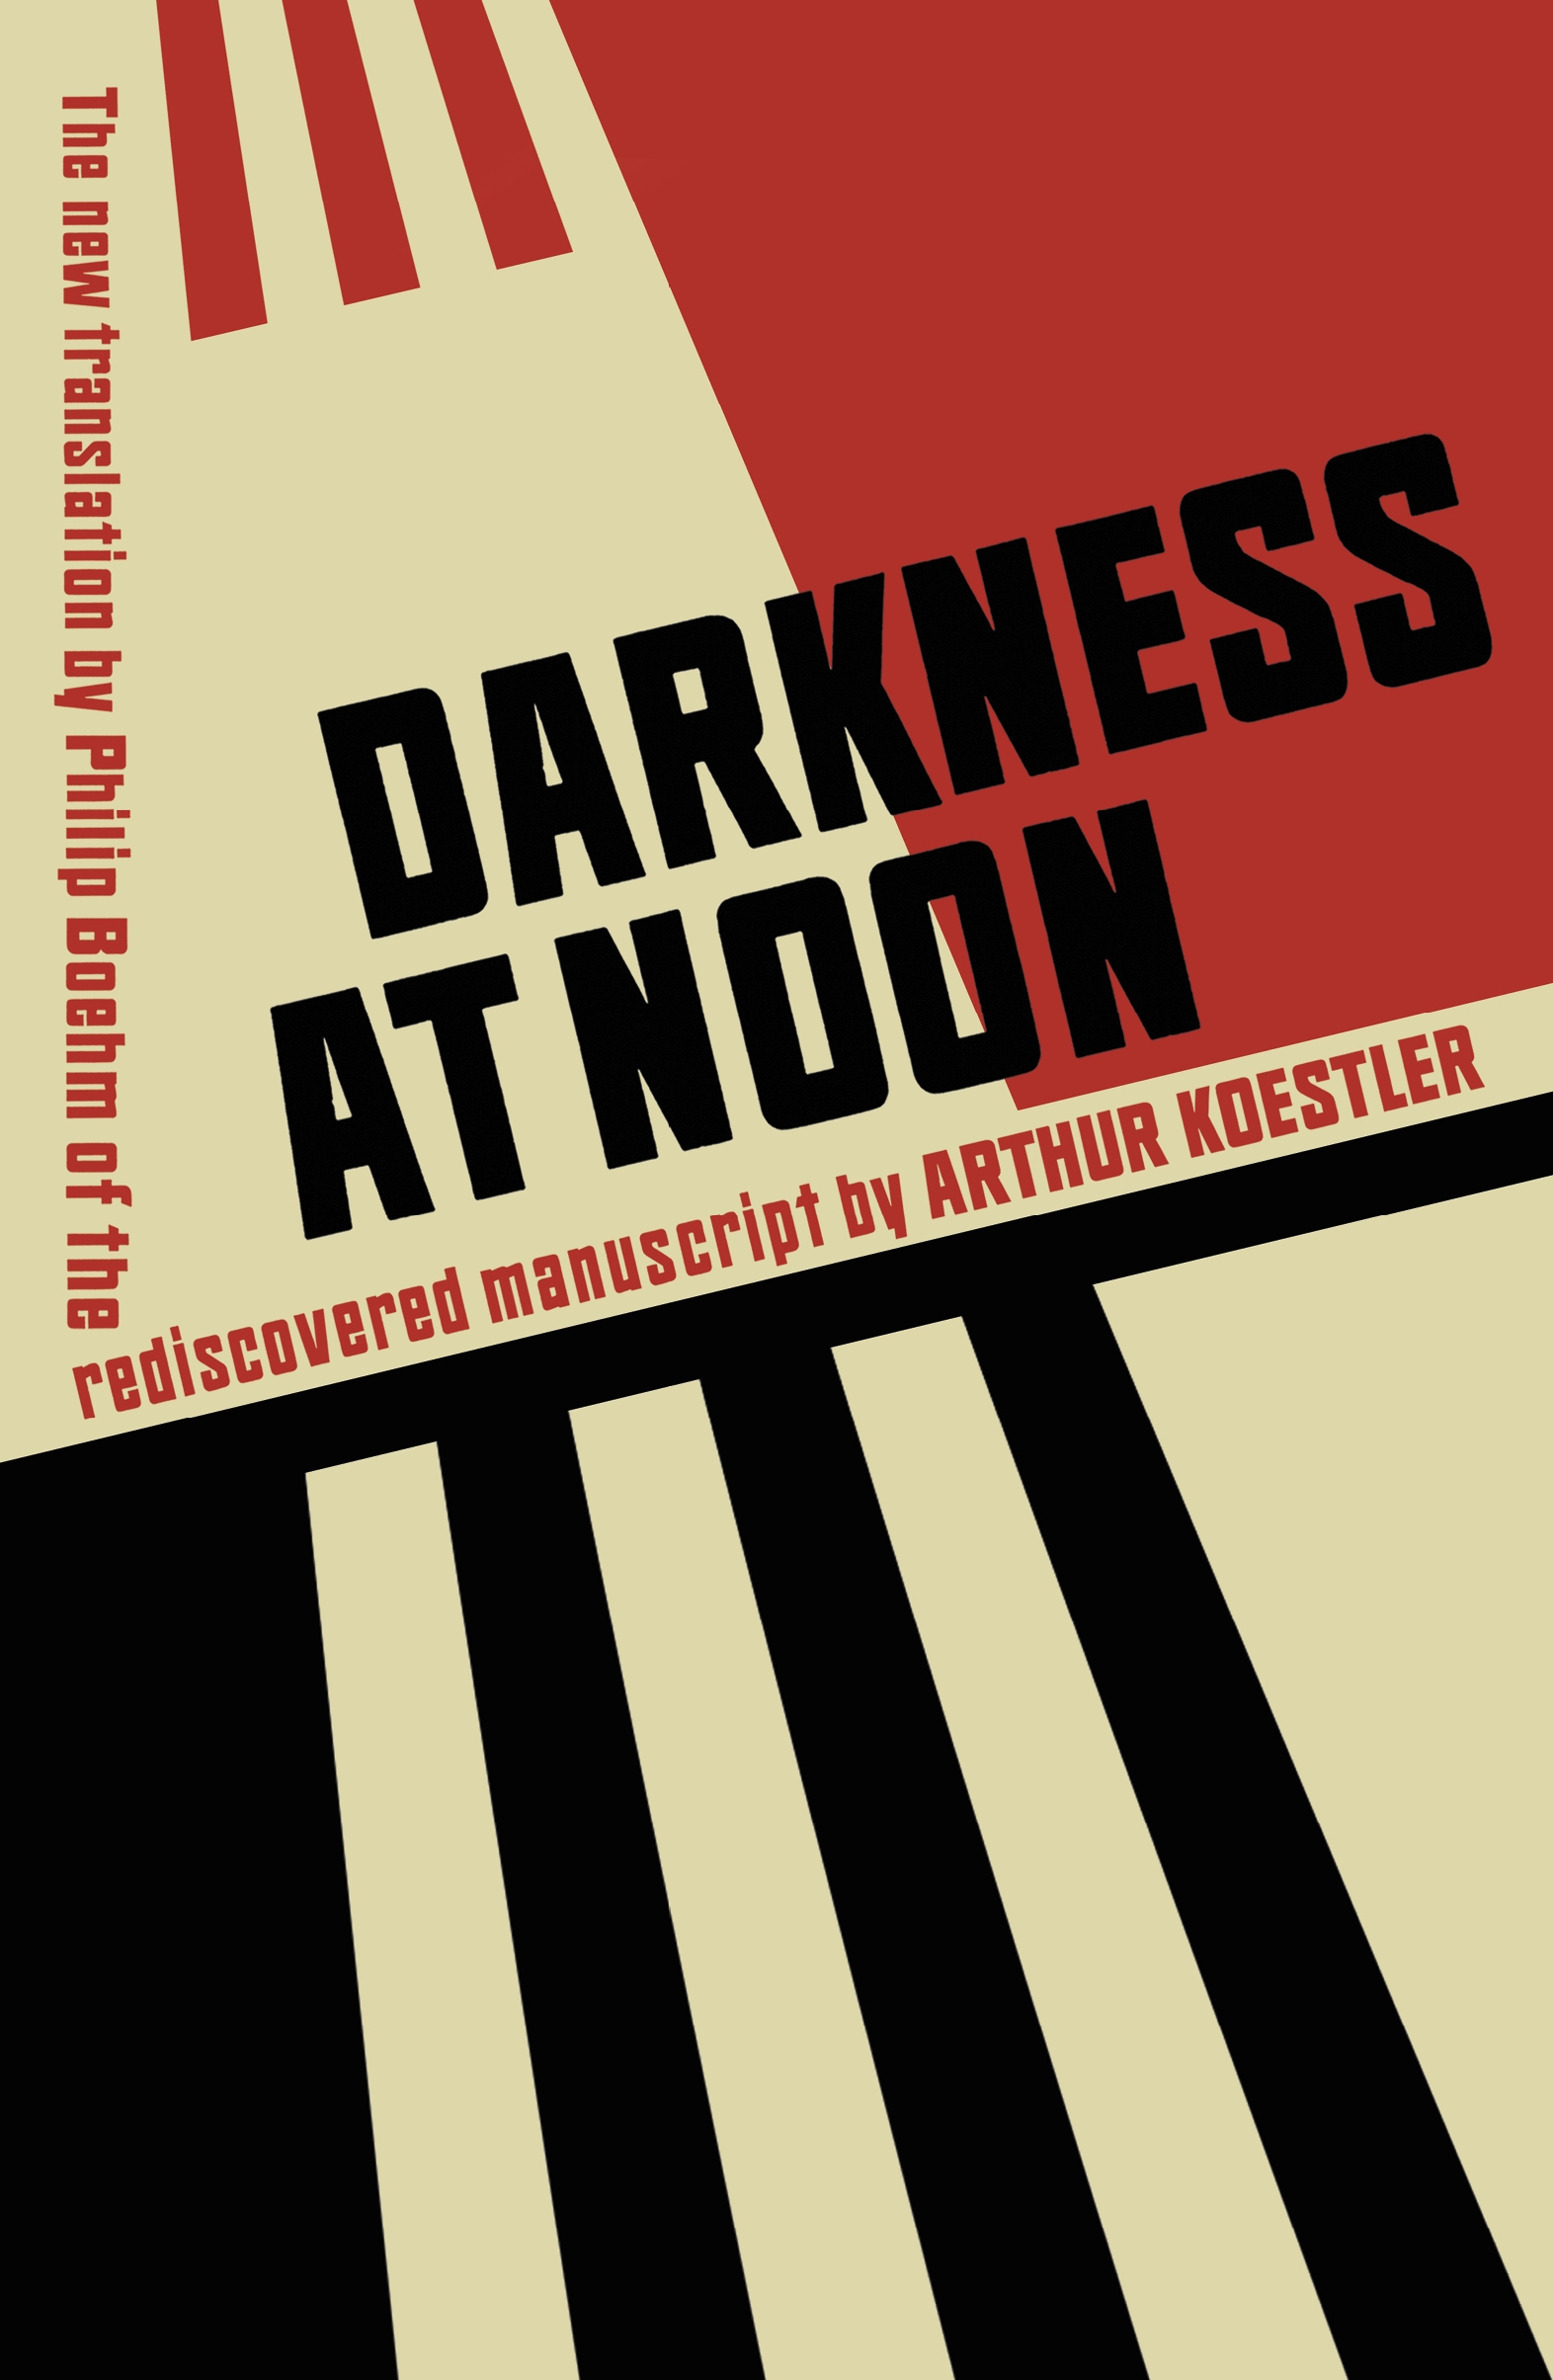 The new translation by Philip Boehm of the
rediscovered manuscript by ARTHUR KOESTLER
DARKNESS
AT NOON